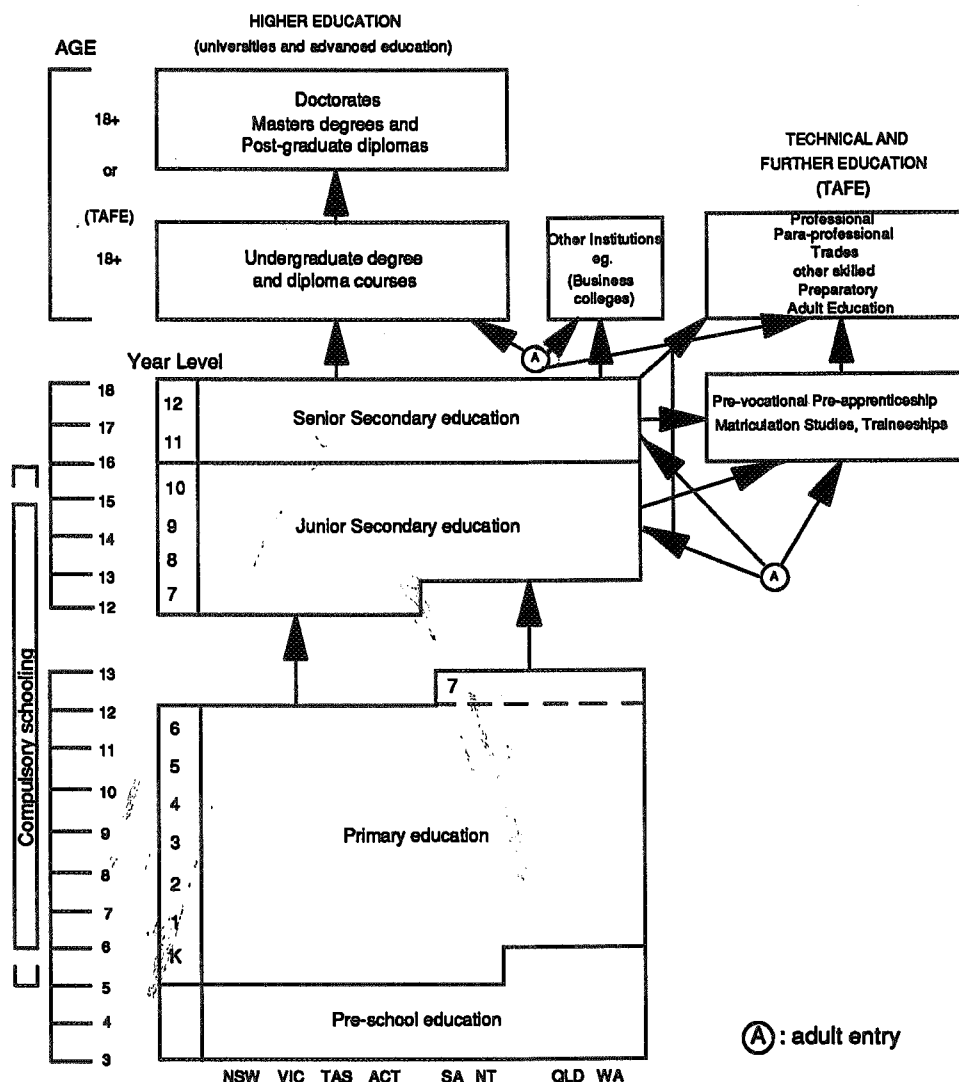 HIGHER EDUCATION
(universities and advanced education)
AGE
18+
or
(TAFE)
18+
Doctorates
Masters degrees and
Post-graduate diplomas
Undergraduate degree
and diploma courses
Other Institutions
eg.
(Business
colleges)
TECHNICAL AND
FURTHER EDUCATION
(TAFE)
Professional
Para-professional
Trades
other skilled
Preparatory
Adult Education
A
Year Level
18
17
16
15
14
13
12
12
11
10
9
8
7
Senior Secondary education
Junior Secondary education
Pre-vocational Pre-apprenticeship
Matriculation Studies, Traineeships
A
Compulsory schooling
13
12
11
10
9
8
7
6
5
4
3
7
6
5
4
3
2
1
K
Primary education
Pre-school education
A : adult entry
NSW VIC TAS ACT SA NT QLD WA